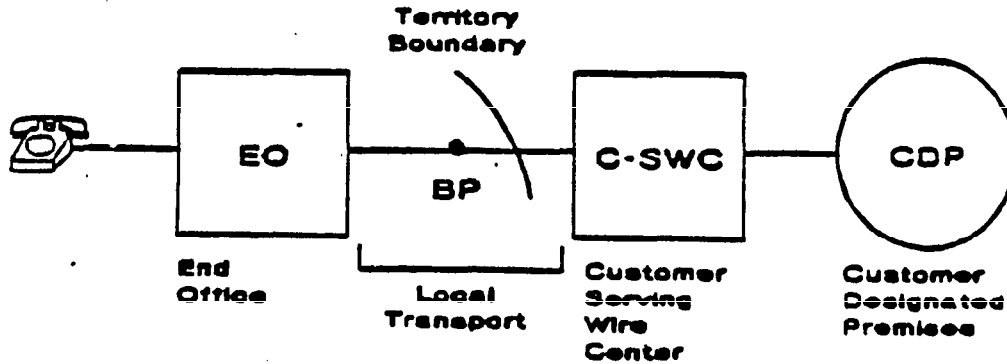 Territory
Boundary
EO
BP
C-SWC
CDP
End
Office
Local
Transport
Customer
Serving
Wire
Center
Customer
Designated
Premises